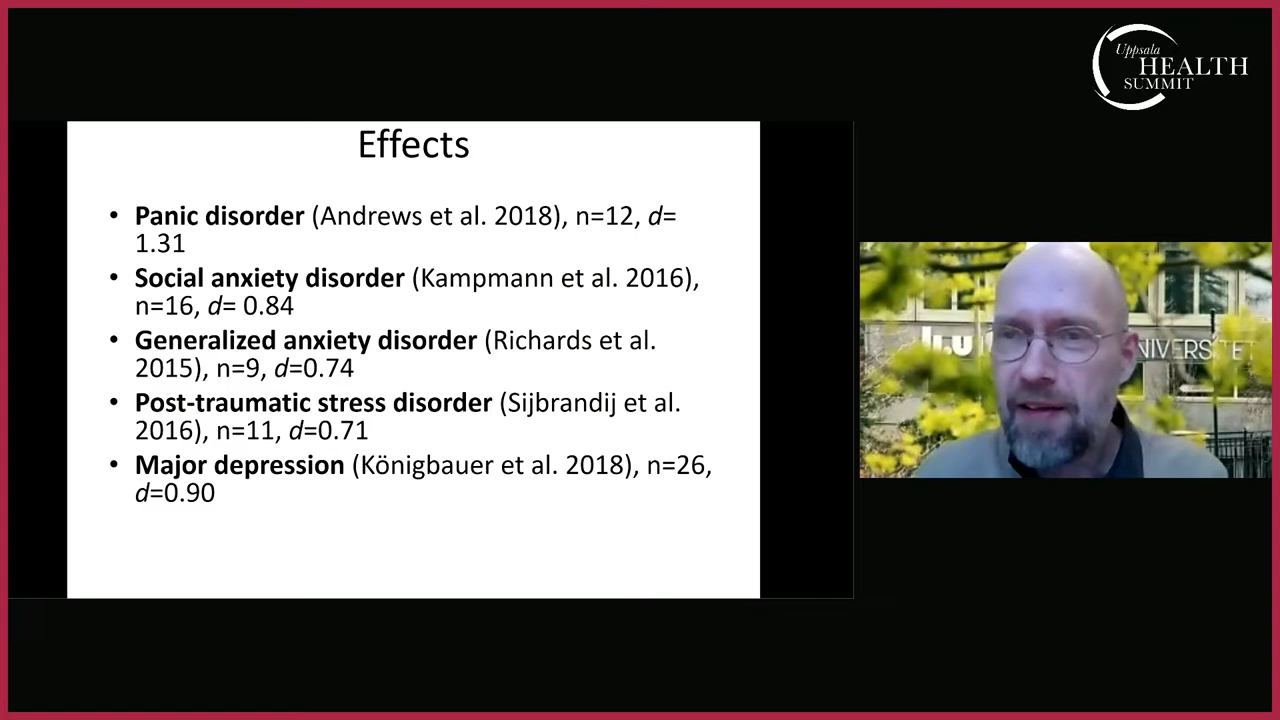 Uppsala
HEALTH
SUMMIT
Effects
• Panic disorder (Andrews et al. 2018), n=12, d=
1.31
• Social anxiety disorder (Kampmann et al. 2016),
n=16, d= 0.84
• Generalized anxiety disorder (Richards et al.
2015), n=9, d=0.74
• Post-traumatic stress disorder (Sijbrandij et al.
2016), n=11, d=0.71
• Major depression (Königbauer et al. 2018), n=26,
d=0.90